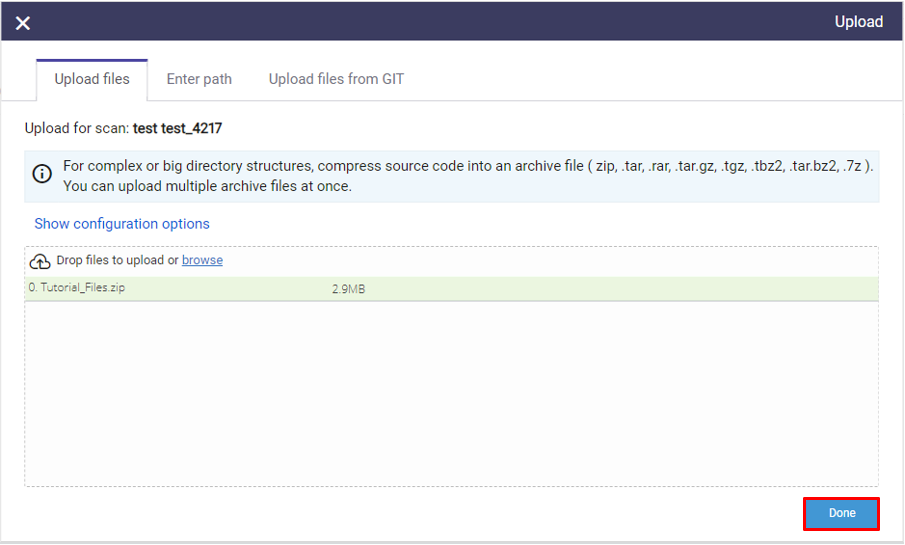 Upload
Upload files Enter path Upload files from GIT
Upload for scan: test test_4217
For complex or big directory structures, compress source code into an archive file ( zip, .tar, .rar, .tar.gz, .tgz, .tbz2, .tar.bz2, .7z ).
You can upload multiple archive files at once.
Show configuration options
Drop files to upload or browse
0. Tutorial_Files.zip 2.9MB
Done